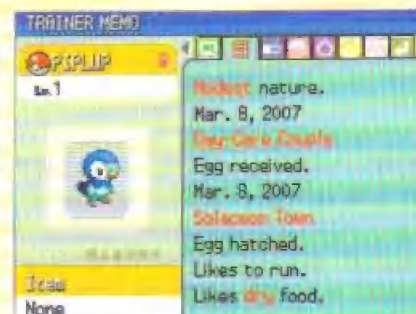 TRAINER MEMO
PIPLUP
Lv.1
Item
None
Modest nature.
Mar. 8, 2007
Day-Care Couple
Egg received.
Mar. 8, 2007
Solaceon Town
Egg hatched.
Likes to run.
Likes dry food.